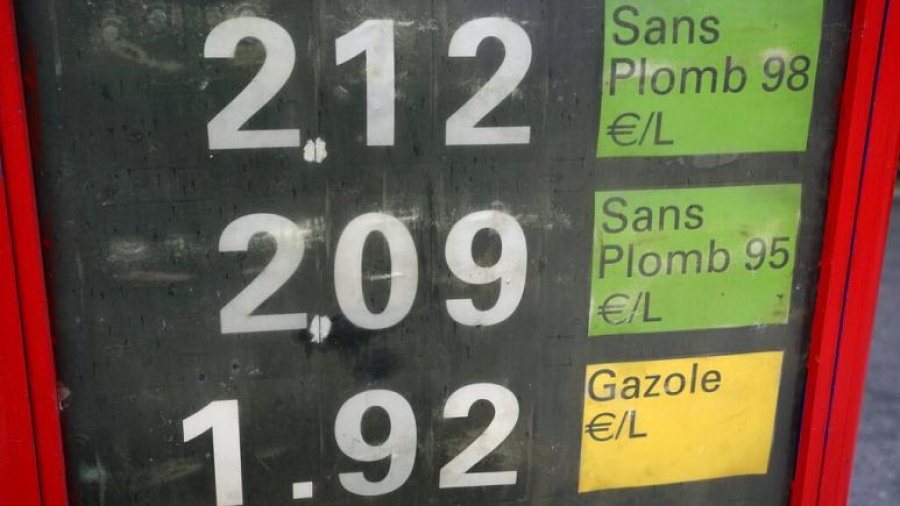 2.12 Sans
Plomb 98
€/L
2.09 Sans
Plomb 95
€/L
1.92 Gazole
€/L